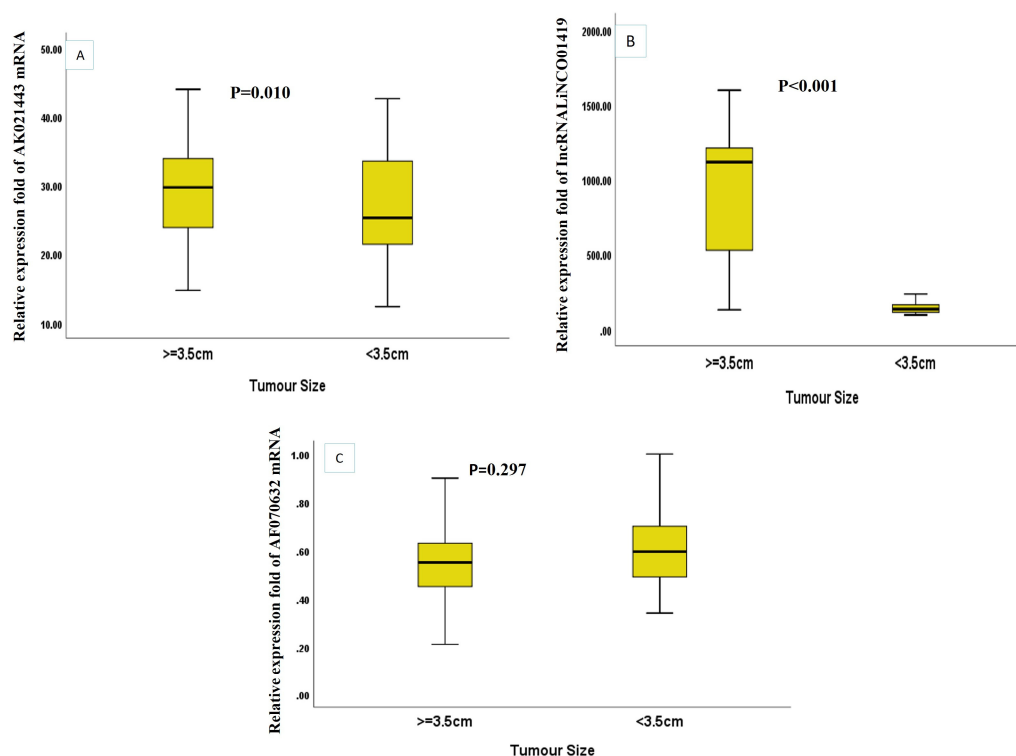 A
Relative expression fold of AK021443 mRNA
50.00
40.00
30.00
20.00
10.00
P=0.010
>=3.5cm
<3.5cm
Tumour Size
B
Relative expression fold of lncRNALiNCO01419
2000.00
1500.00
1000.00
500.00
.00
P<0.001
>=3.5cm
<3.5cm
Tumour Size
C
Relative expression fold of AF070632 mRNA
1.00
.80
.60
.40
.20
.00
P=0.297
>=3.5cm
<3.5cm
Tumour Size